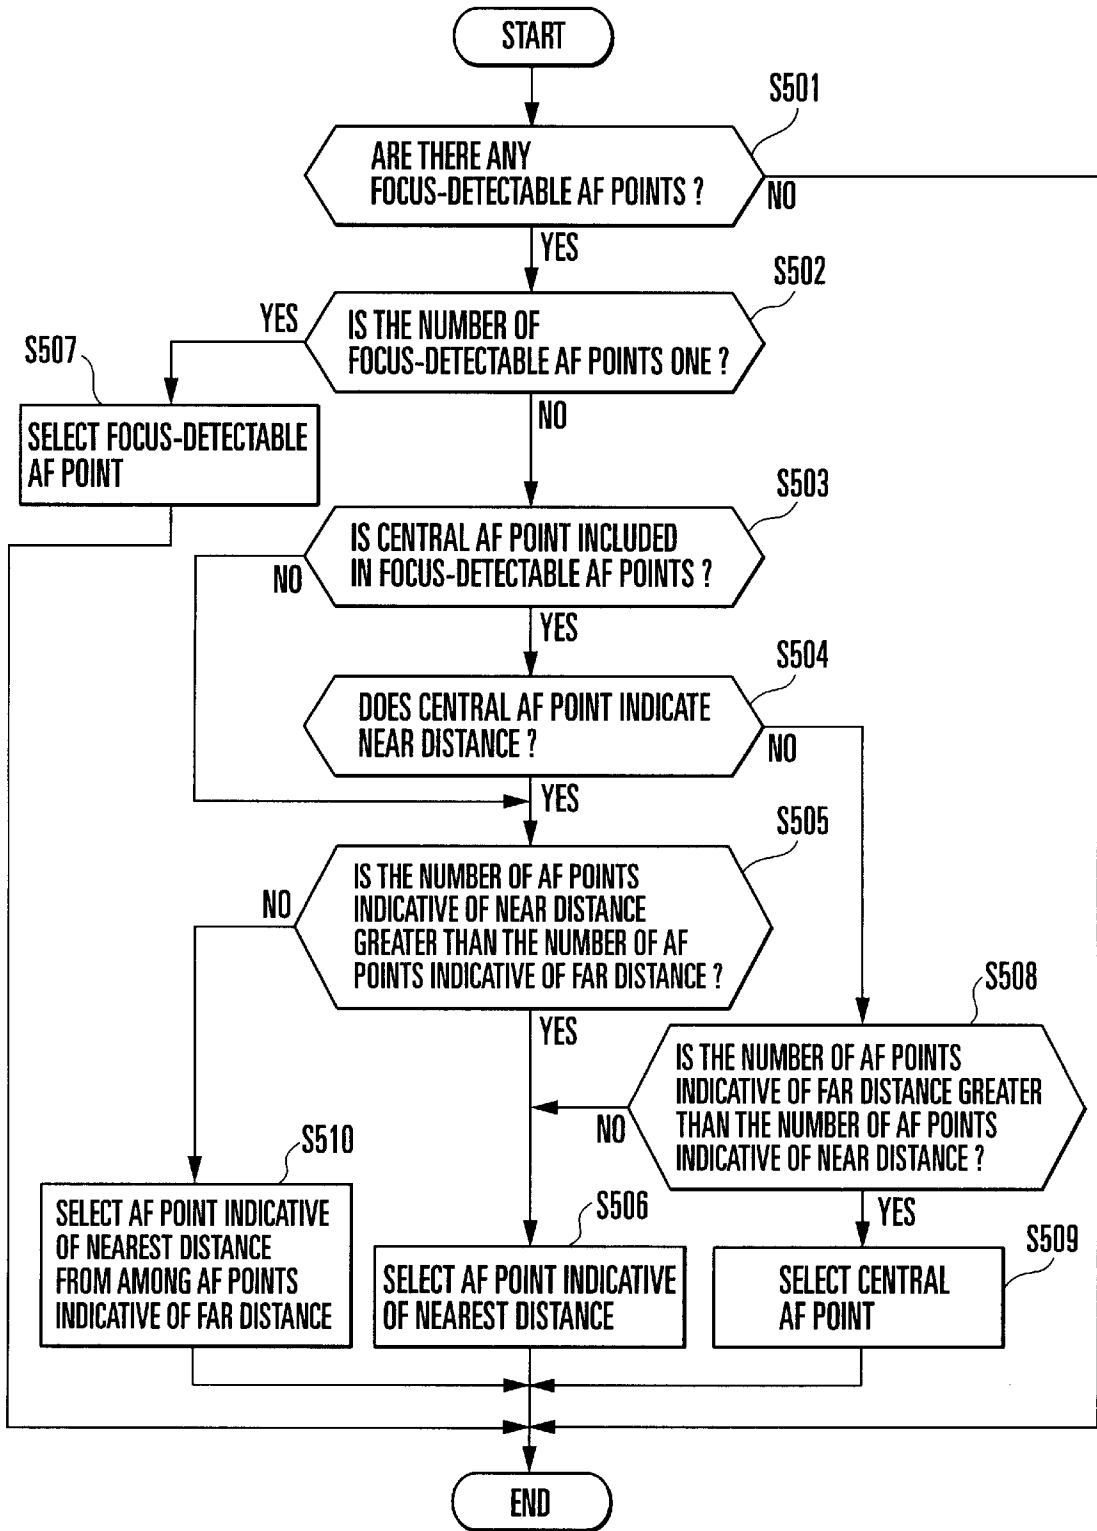 START
S501
ARE THERE ANY
FOCUS-DETECTABLE AF POINTS ?
NO
YES
S502
YES
IS THE NUMBER OF
FOCUS-DETECTABLE AF POINTS ONE ?
S507
NO
SELECT FOCUS-DETECTABLE
AF POINT
S503
IS CENTRAL AF POINT INCLUDED
IN FOCUS-DETECTABLE AF POINTS ?
NO
YES
S504
DOES CENTRAL AF POINT INDICATE
NEAR DISTANCE ?
NO
YES
S505
IS THE NUMBER OF AF POINTS
INDICATIVE OF NEAR DISTANCE
GREATER THAN THE NUMBER OF AF
POINTS INDICATIVE OF FAR DISTANCE ?
NO
YES
S508
IS THE NUMBER OF AF POINTS
INDICATIVE OF FAR DISTANCE GREATER
THAN THE NUMBER OF AF POINTS
INDICATIVE OF NEAR DISTANCE ?
NO
YES
S510
SELECT AF POINT INDICATIVE
OF NEAREST DISTANCE
FROM AMONG AF POINTS
INDICATIVE OF FAR DISTANCE
S506
SELECT AF POINT INDICATIVE
OF NEAREST DISTANCE
S509
SELECT CENTRAL
AF POINT
END